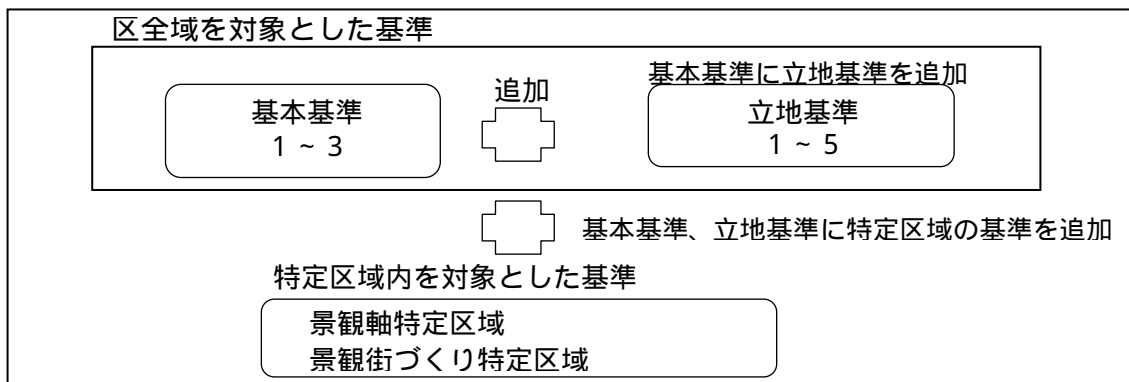 区全域を対象とした基準
基本基準に立地基準を追加
追加
基本基準
1 ~ 3
立地基準
1 ~ 5
基本基準、立地基準に特定区域の基準を追加
特定区域内を対象とした基準
景観軸特定区域
景観街づくり特定区域